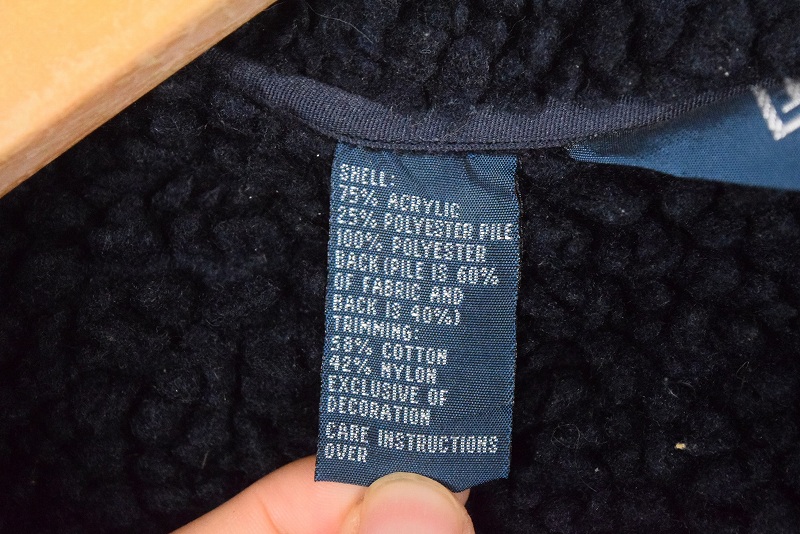 SHELL:
75% ACRYLIC
25% POLYESTER PILE
100% POLYESTER
BACK(PILE IS 60%
OF FABRIC AND
BACK IS 40%)
TRIMMING:
58% COTTON
42% NYLON
EXCLUSIVE OF
DECORATION
CARE INSTRUCTIONS
OVER